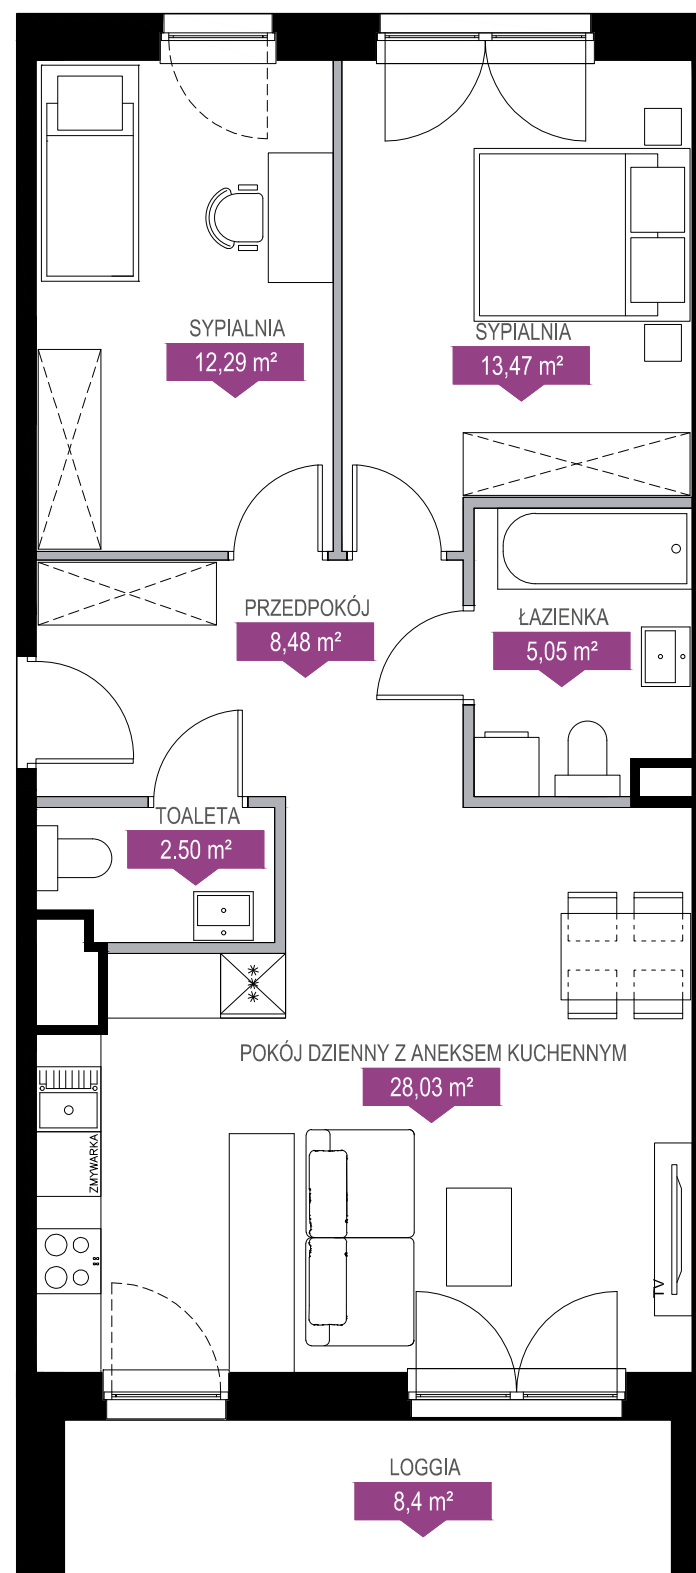 SYPIALNIA
12,29 m²
SYPIALNIA
13,47 m²
PRZEDPOKÓJ
8,48 m²
ŁAZIENKA
5,05 m²
TOALETA
2.50 m²
POKÓJ DZIENNY Z ANEKSEM KUCHENNYM
28,03 m²
ZMYWARKA
TV
LOGGIA
8,4 m²